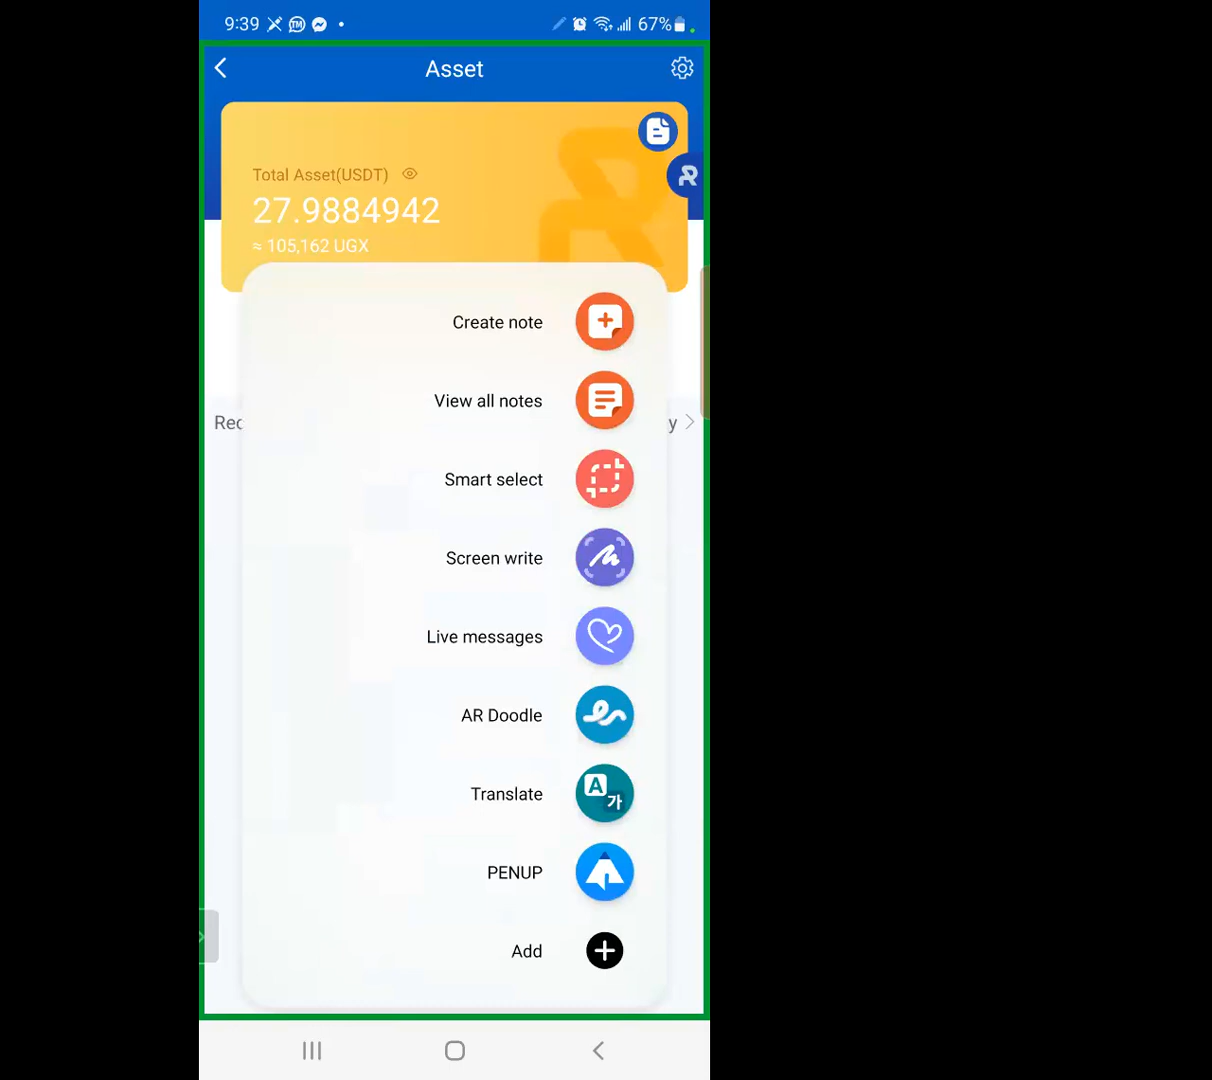 9:39
67%
Asset
Total Asset(USDT)
27.9884942
≈ 105,162 UGX
Create note
View all notes
Rec
y
Smart select
Screen write
Live messages
AR Doodle
Translate
PENUP
Add